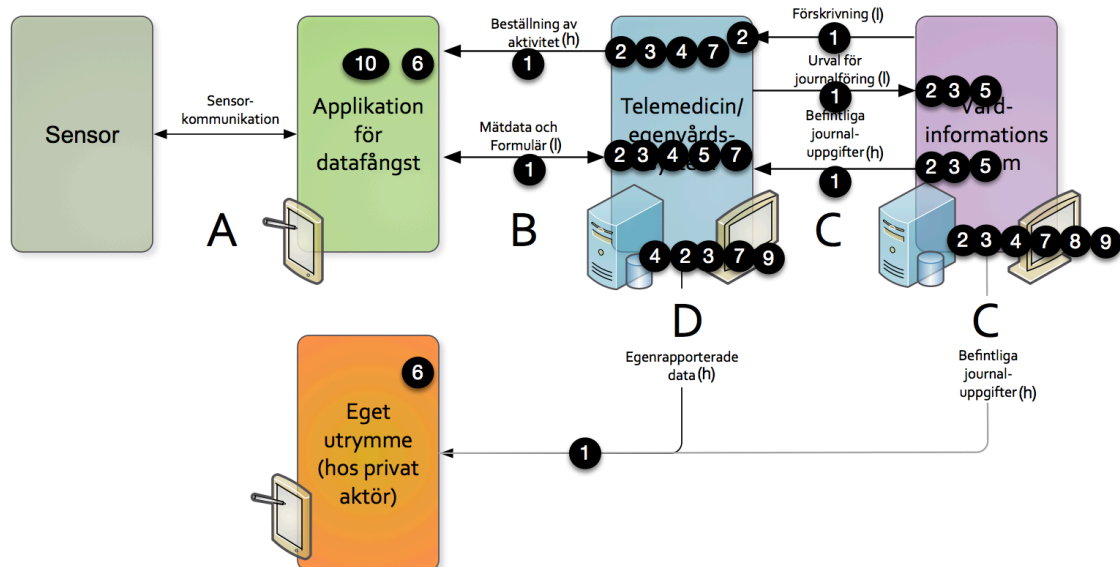 Sensor
A
Sensor-
kommunikation
10
6
Applikation
för
datafångst
Beställning av
aktivitet (h)
1
Mätdata och
Formulär (l)
1
B
2 3 4 7
2
Telemedicin/
egenvårds-
2 3 4 5 7
4 2 3 7 9
D
Egenrapporterade
data (h)
Förskrivning (l)
1
Urval för
journalföring (l)
1
Befintliga
journal-
uppgifter (h)
1
C
2 3 5
Vård-
informations
2 3 5
2 3 4 7 8 9
C
Befintliga
journal-
uppgifter (h)
1
6
Eget
utrymme
(hos privat
aktör)